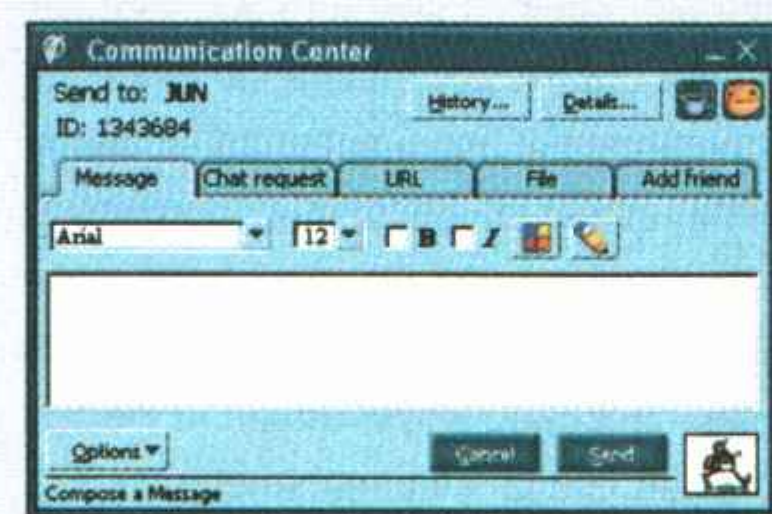 Communication Center
Send to: JUN
History... Details...
ID: 1343684
Message Chat request URL File Add friend
Arial 12 B I
Options Cancel Send
Compose a Message